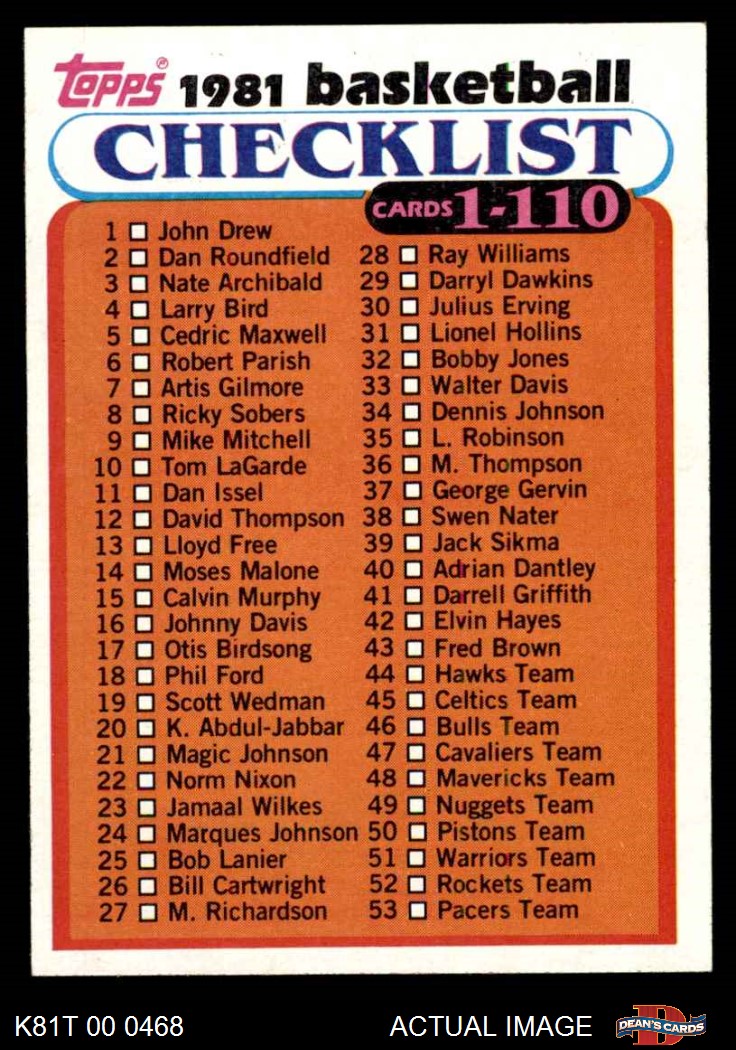 TOPPS® 1981 basketball
CHECKLIST
CARDS 1-110
1 John Drew
2 Dan Roundfield
3 Nate Archibald
4 Larry Bird
5 Cedric Maxwell
6 Robert Parish
7 Artis Gilmore
8 Ricky Sobers
9 Mike Mitchell
10 Tom LaGarde
11 Dan Issel
12 David Thompson
13 Lloyd Free
14 Moses Malone
15 Calvin Murphy
16 Johnny Davis
17 Otis Birdsong
18 Phil Ford
19 Scott Wedman
20 K. Abdul-Jabbar
21 Magic Johnson
22 Norm Nixon
23 Jamaal Wilkes
24 Marques Johnson
25 Bob Lanier
26 Bill Cartwright
27 M. Richardson
28 Ray Williams
29 Darryl Dawkins
30 Julius Erving
31 Lionel Hollins
32 Bobby Jones
33 Walter Davis
34 Dennis Johnson
35 L. Robinson
36 M. Thompson
37 George Gervin
38 Swen Nater
39 Jack Sikma
40 Adrian Dantley
41 Darrell Griffith
42 Elvin Hayes
43 Fred Brown
44 Hawks Team
45 Celtics Team
46 Bulls Team
47 Cavaliers Team
48 Mavericks Team
49 Nuggets Team
50 Pistons Team
51 Warriors Team
52 Rockets Team
53 Pacers Team
K81T 00 0468 ACTUAL IMAGE D DEAN'S CARDS